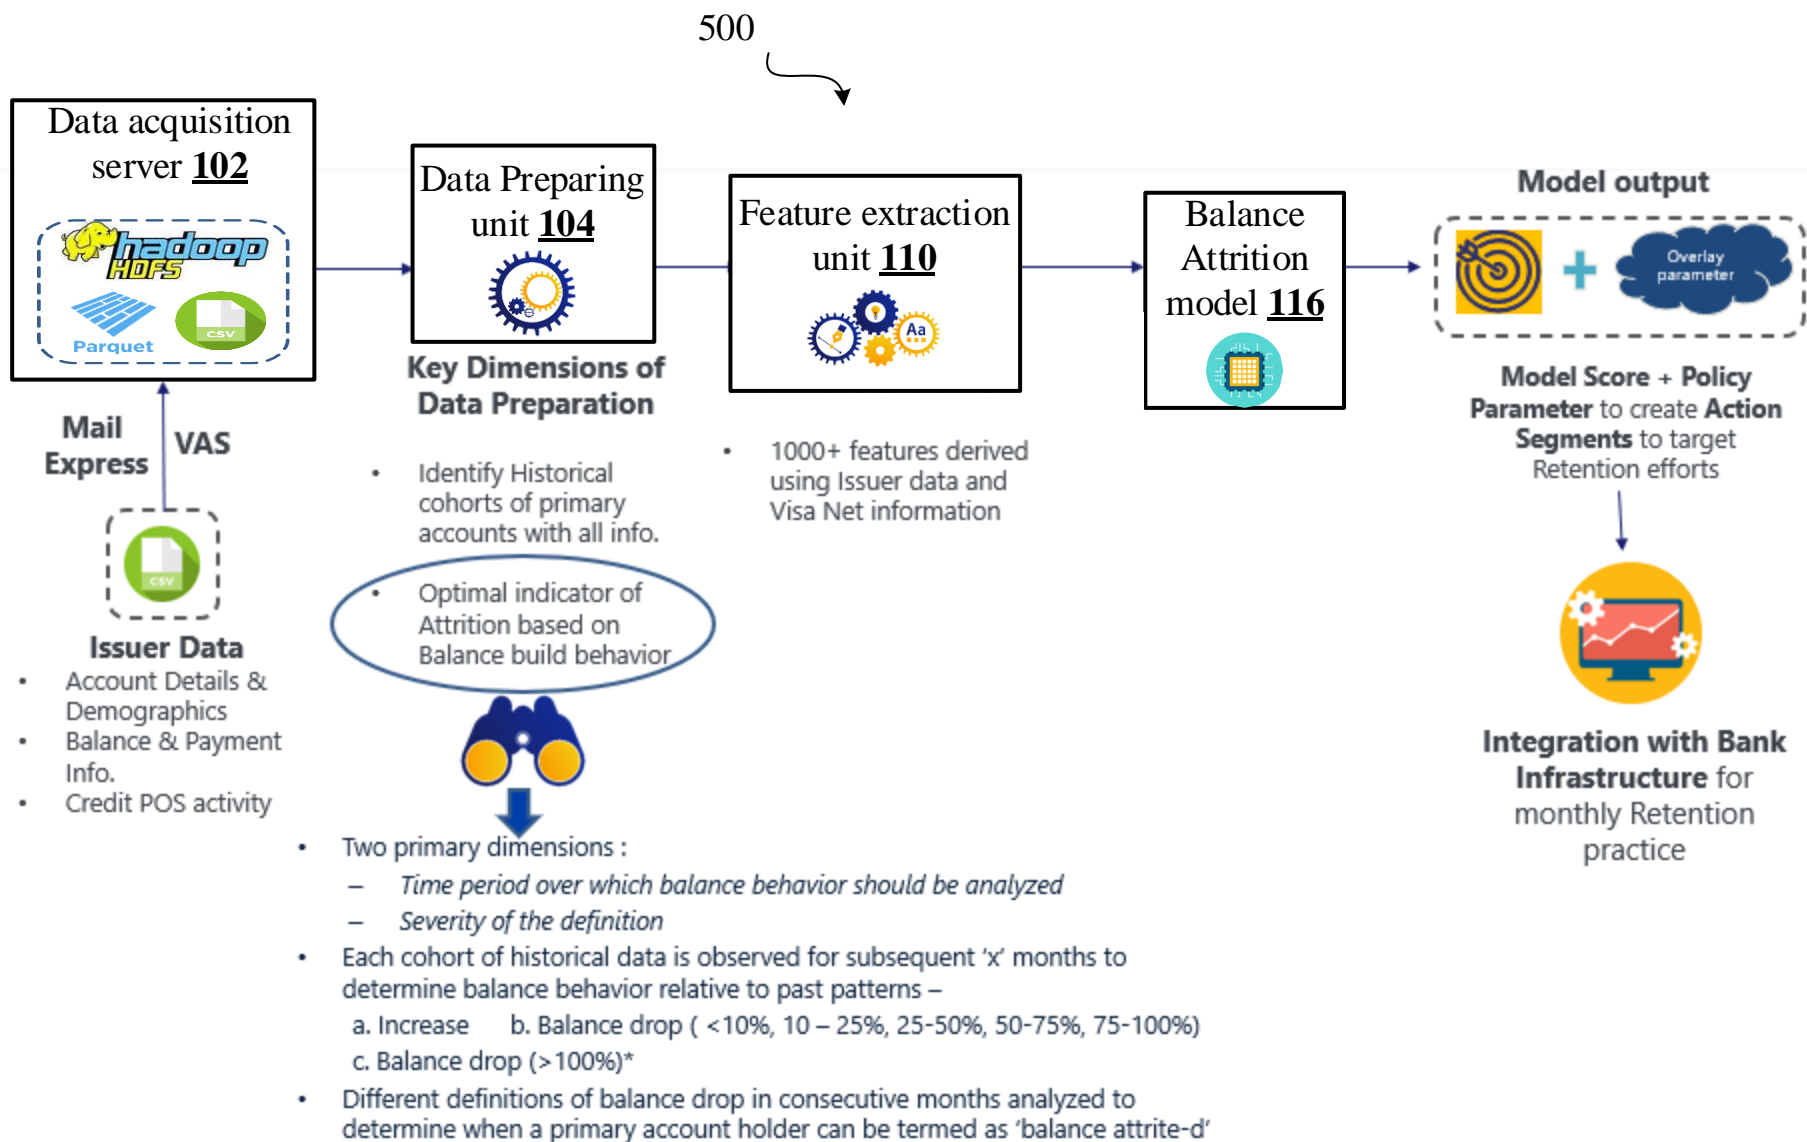 500
Data acquisition
server 102
hadoop
HDFS
Parquet
CSV
Mail
Express
VAS
CSV
Issuer Data
• Account Details &
Demographics
• Balance & Payment
Info.
• Credit POS activity
Data Preparing
unit 104
Key Dimensions of
Data Preparation
• Identify Historical
cohorts of primary
accounts with all info.
• Optimal indicator of
Attrition based on
Balance build behavior
Feature extraction
unit 110
Aa
• 1000+ features derived
using Issuer data and
Visa Net information
Balance
Attrition
model 116
Model output
+
Overlay
parameter
Model Score + Policy
Parameter to create Action
Segments to target
Retention efforts
Integration with Bank
Infrastructure for
monthly Retention
practice
• Two primary dimensions :
– Time period over which balance behavior should be analyzed
– Severity of the definition
• Each cohort of historical data is observed for subsequent ‘x’ months to
determine balance behavior relative to past patterns –
a. Increase b. Balance drop ( <10%, 10 – 25%, 25-50%, 50-75%, 75-100%)
c. Balance drop (>100%)*
• Different definitions of balance drop in consecutive months analyzed to
determine when a primary account holder can be termed as ‘balance attrite-d’